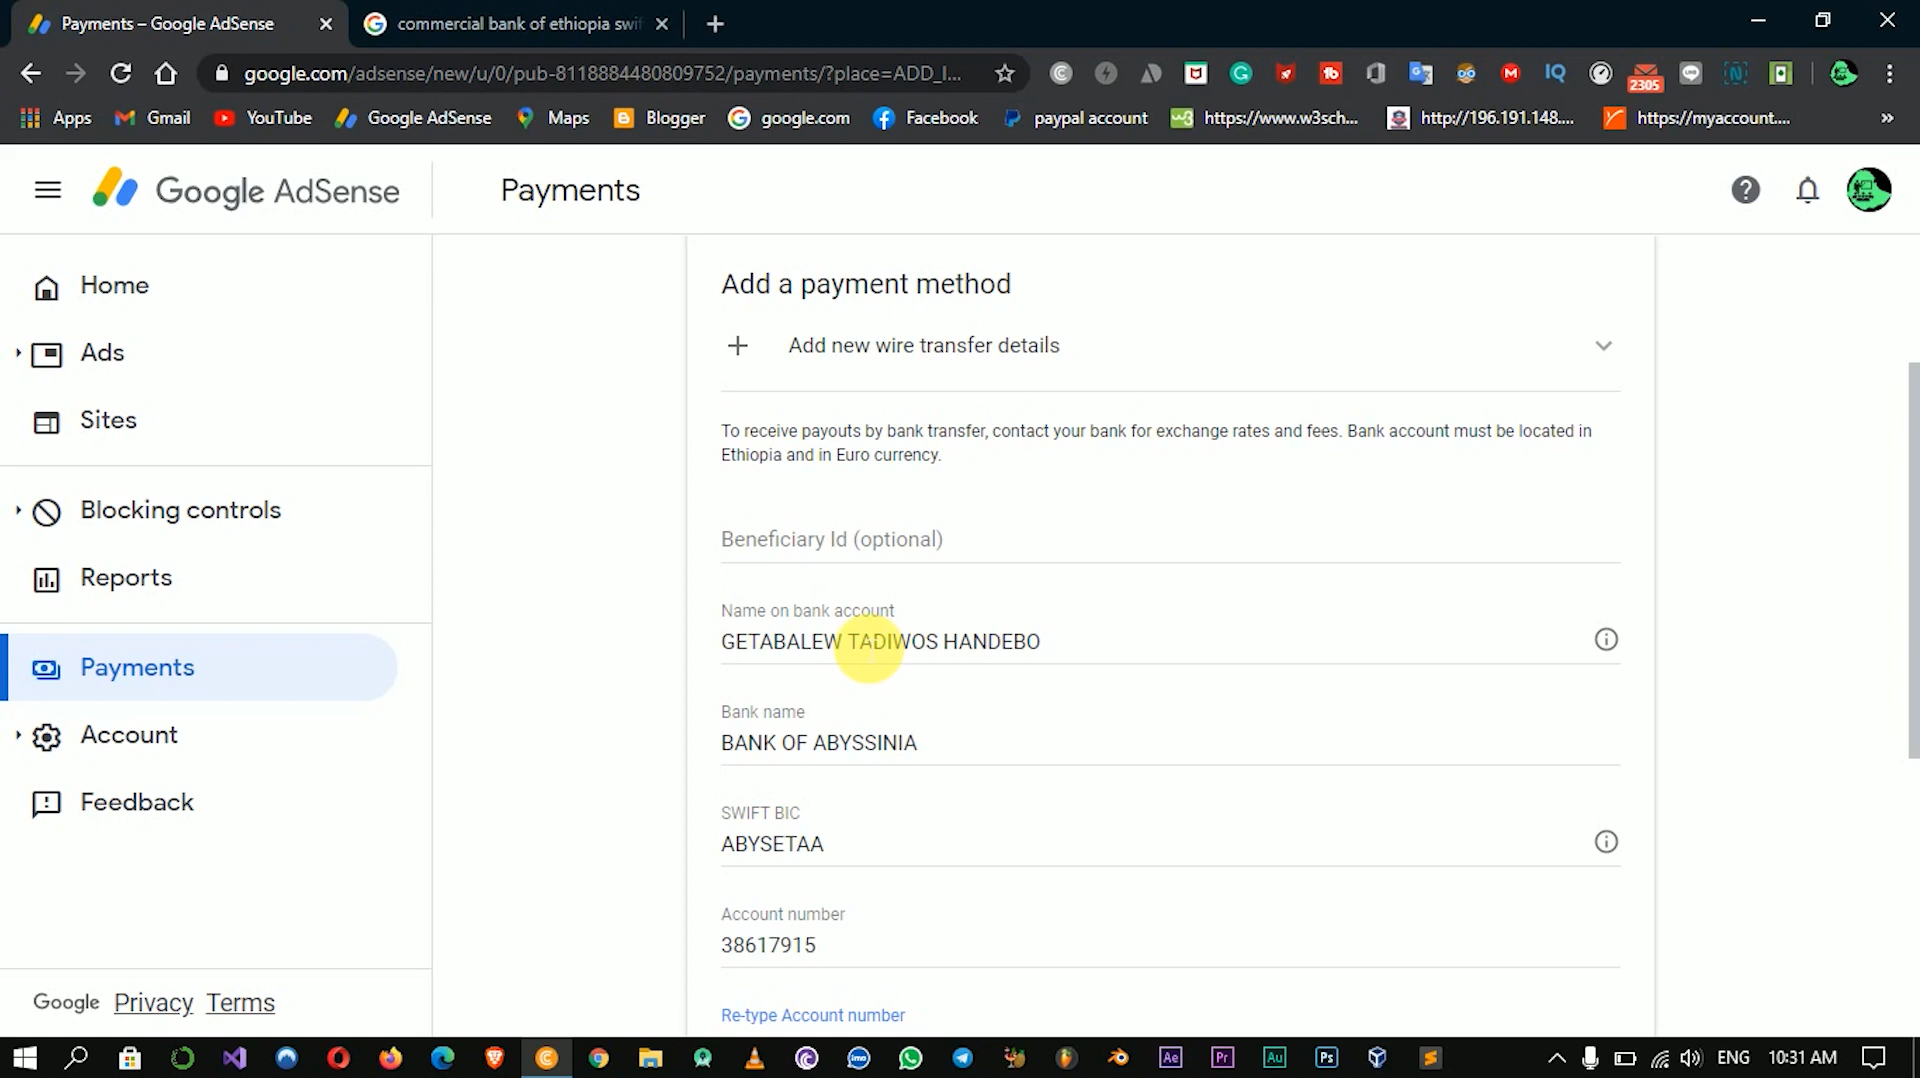 Payments – Google AdSense
commercial bank of ethiopia swif
google.com/adsense/new/u/0/pub-8118884480809752/payments/?place=ADD_I...
2305
Apps
Gmail
YouTube
Google AdSense
Maps
Blogger
google.com
Facebook
paypal account
https://www.w3sch...
http://196.191.148....
https://myaccount....
»
Google AdSense
Payments
Home
Ads
Sites
Blocking controls
Reports
Payments
Account
Feedback
Google Privacy Terms
Add a payment method
Add new wire transfer details
To receive payouts by bank transfer, contact your bank for exchange rates and fees. Bank account must be located in
Ethiopia and in Euro currency.
Beneficiary Id (optional)
Name on bank account
GETABALEW TADIWOS HANDEBO
Bank name
BANK OF ABYSSINIA
SWIFT BIC
ABYSETAA
Account number
38617915
Re-type Account number
ENG
10:31 AM